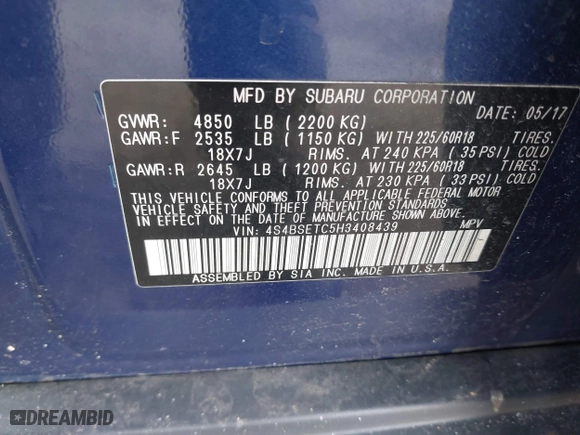 MFD BY SUBARU CORPORATION
DATE: 05/17
GVWR: 4850 LB (2200 KG)
GAWR:F 2535 LB (1150 KG) WITH 225/60R18 TIRES.
18X7J RIMS. AT 240 KPA (35 PSI) COLD
GAWR:R 2645 LB (1200 KG) WITH 225/60R18 TIRES.
18X7J RIMS. AT 230 KPA (33 PSI) COLD
THIS VEHICLE CONFORMS TO ALL APPLICABLE FEDERAL MOTOR
VEHICLE SAFETY AND THEFT PREVENTION STANDARDS
IN EFFECT ON THE DATE OF MANUFACTURE SHOWN ABOVE.
VIN: 4S4BSETC5H3408439 MPV
ASSEMBLED BY SIA INC. MADE IN U.S.A.
DREAMBID